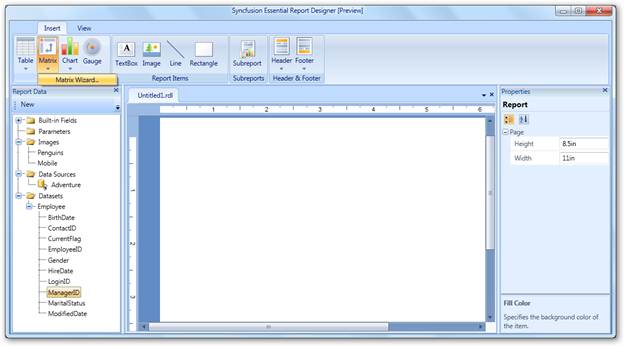 Syncfusion Essential Report Designer [Preview]
Insert View
Table Matrix Chart Gauge TextBox Image Line Rectangle Subreport Header Footer
Matrix Wizard... Report Items Subreports Header & Footer
Report Data
New
Built-in Fields
Parameters
Images
Penguins
Mobile
Data Sources
Adventure
Datasets
Employee
BirthDate
ContactID
CurrentFlag
EmployeeID
Gender
HireDate
LoginID
ManagerID
MaritalStatus
ModifiedDate
Untitled1.rdl
1 2 3 4 5 6
1
2
3
Properties
Report
Page
Height 8.5in
Width 11in
Fill Color
Specifies the background color of
the item.